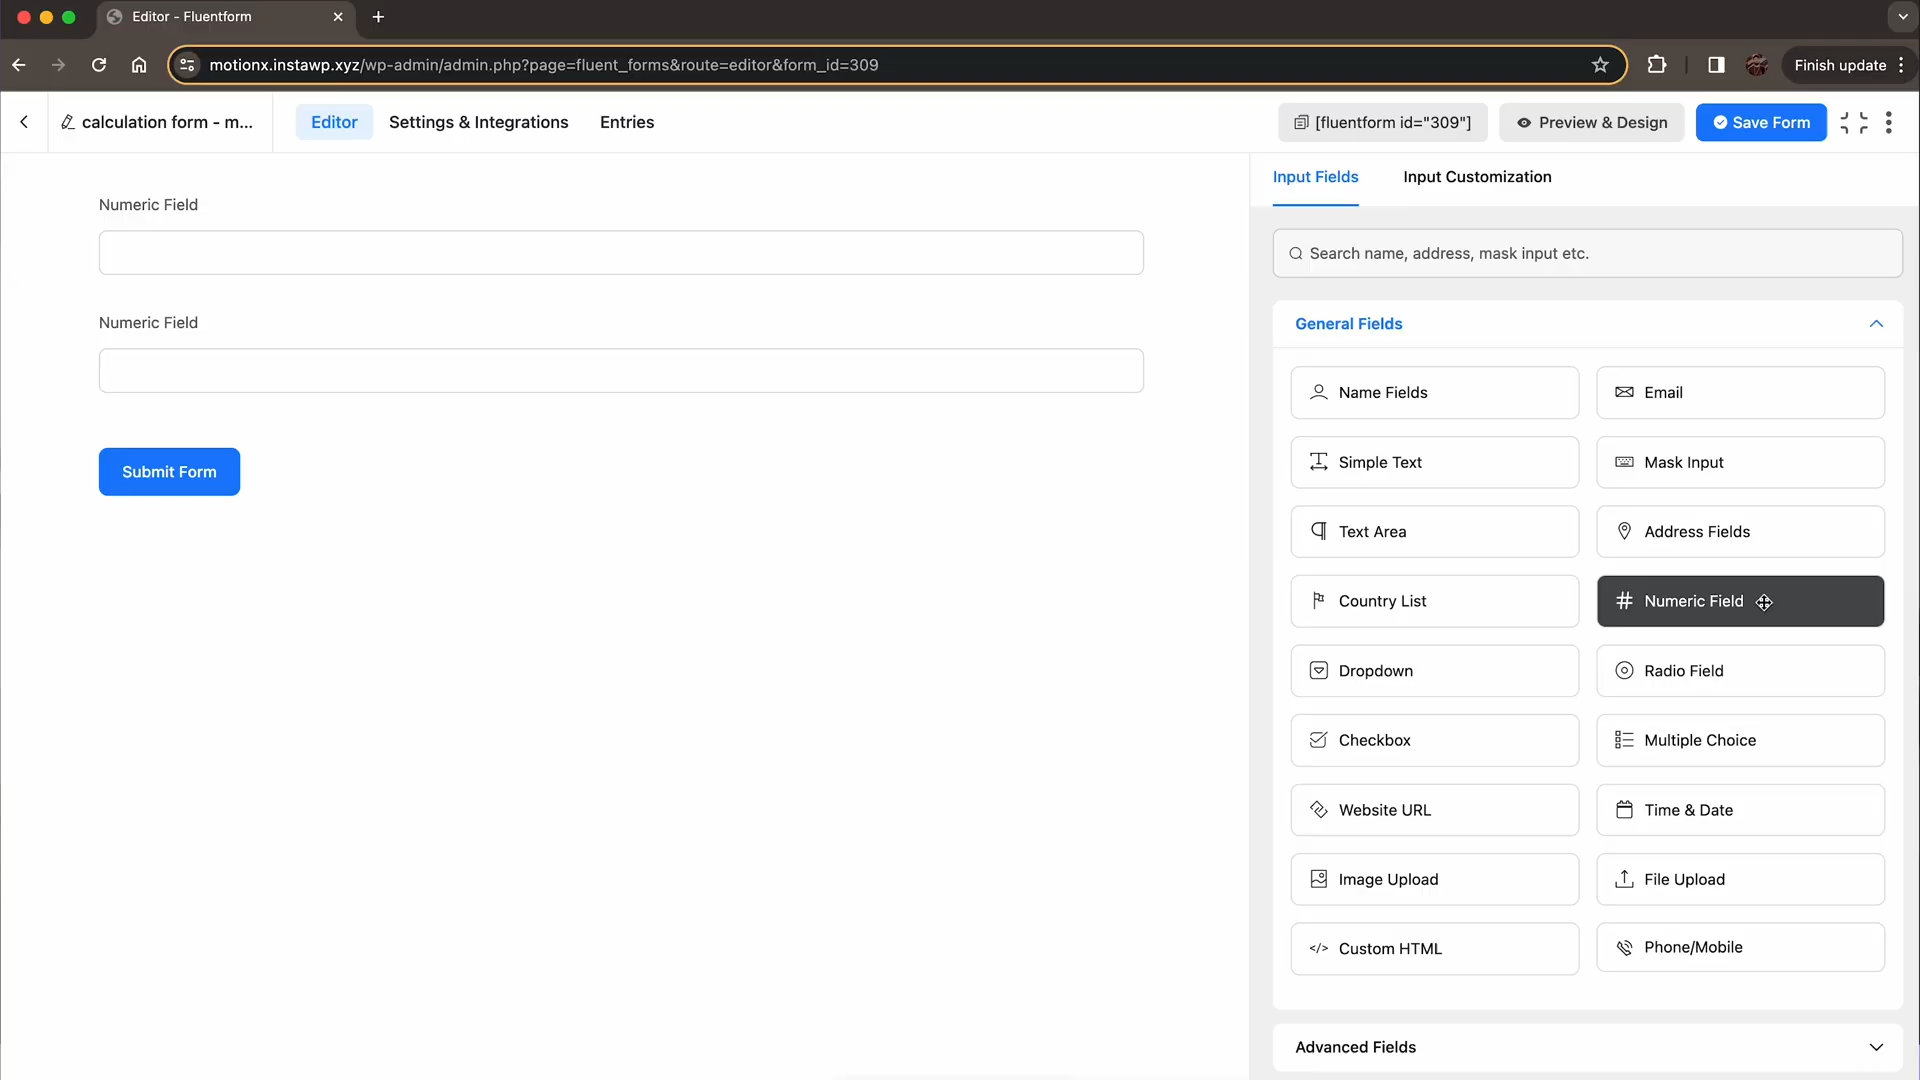 Editor - Fluentform
motionx.instawp.xyz/wp-admin/admin.php?page=fluent_forms&route=editor&form_id=309
Finish update
calculation form - m...
Editor
Settings & Integrations
Entries
[fluentform id="309"]
Preview & Design
Save Form
Numeric Field
Numeric Field
Submit Form
Input Fields
Input Customization
Search name, address, mask input etc.
General Fields
Name Fields
Email
Simple Text
Mask Input
Text Area
Address Fields
Country List
Numeric Field
Dropdown
Radio Field
Checkbox
Multiple Choice
Website URL
Time & Date
Image Upload
File Upload
Custom HTML
Phone/Mobile
Advanced Fields